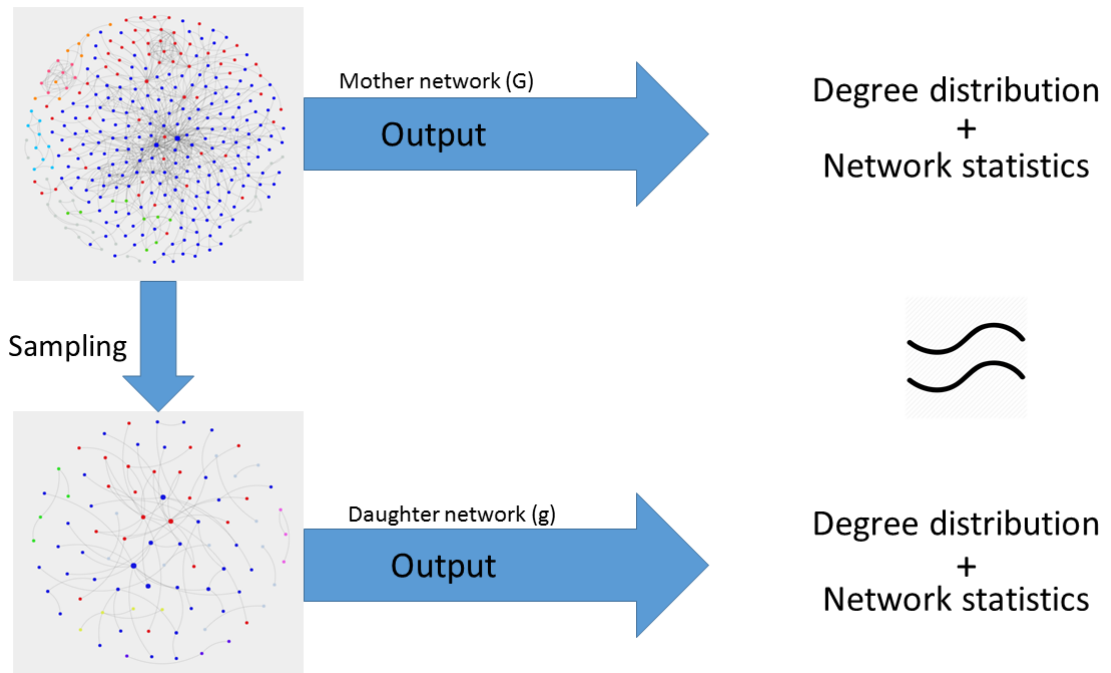 Mother network (G)
Output
Degree distribution
+
Network statistics
Sampling
Daughter network (g)
Output
Degree distribution
+
Network statistics